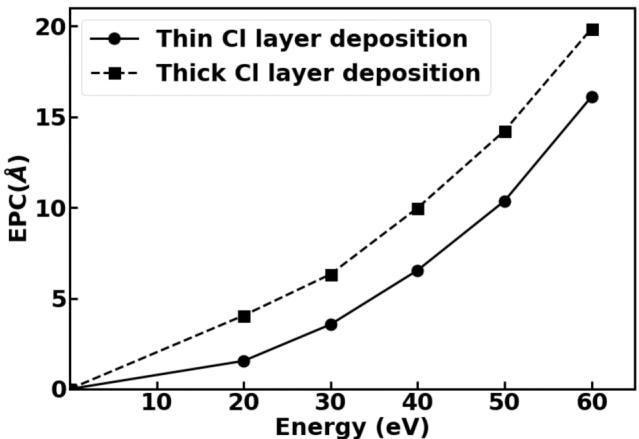 Thin Cl layer deposition
Thick Cl layer deposition
EPC(Å)
20
15
10
5
0
10 20 30 40 50 60
Energy (eV)